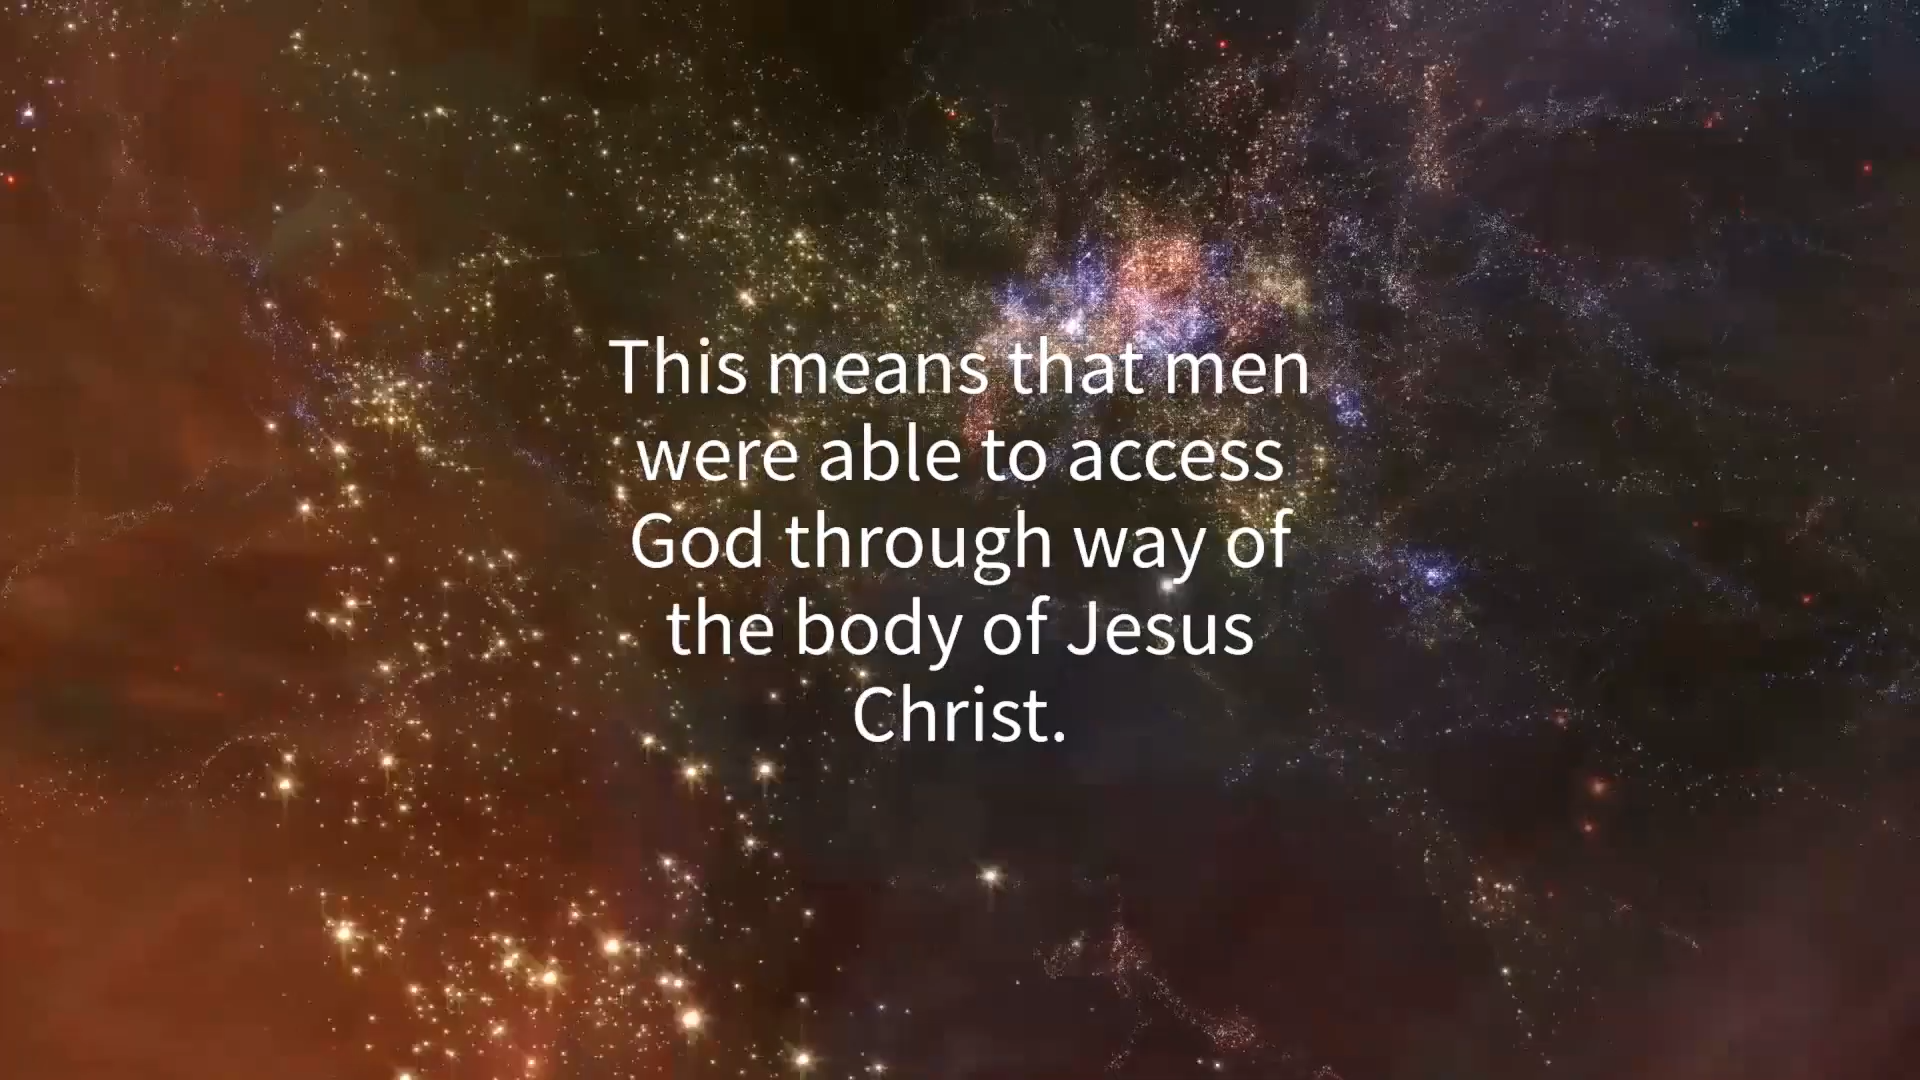 This means that men
were able to access
God through way of
the body of Jesus
Christ.